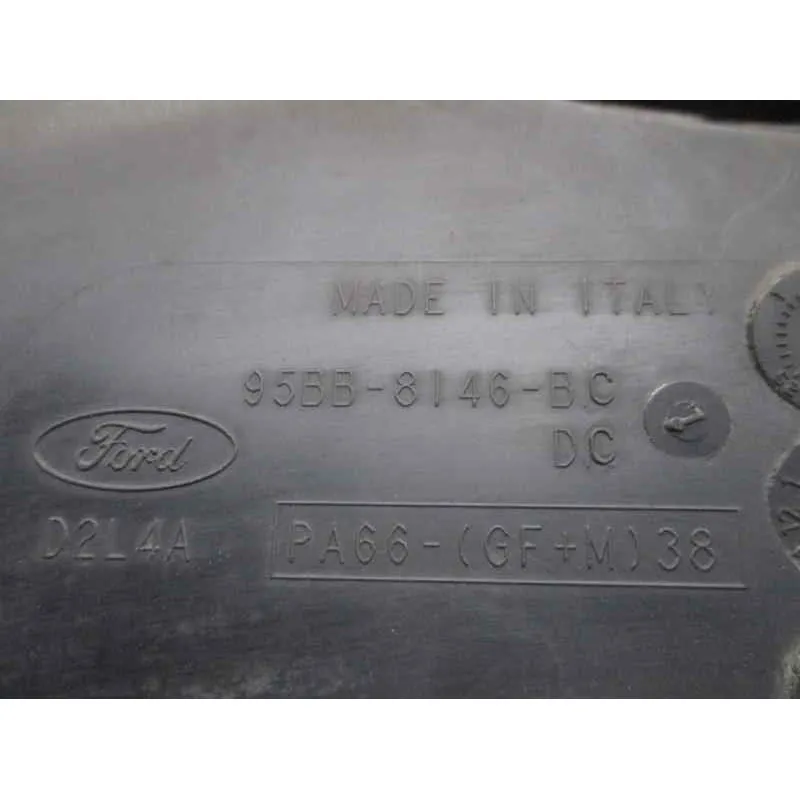 MADE IN ITALY
95BB-8146-BC
DC
Ford
D2L4A
PA66-(GF+M)38